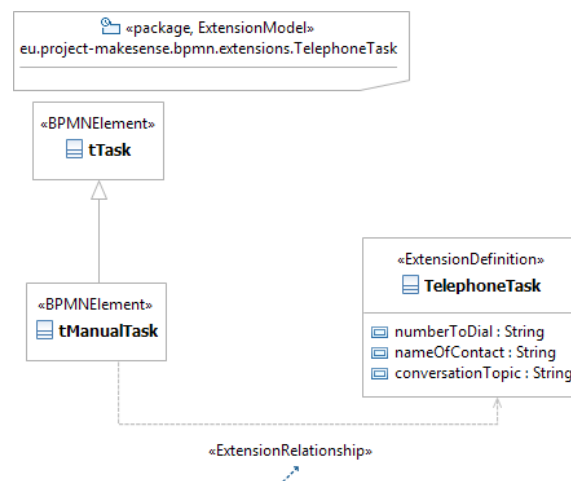 «package, ExtensionModel»
eu.project-makesense.bpmn.extensions.TelephoneTask
«BPMNElement»
tTask
«ExtensionDefinition»
TelephoneTask
«BPMNElement»
tManualTask
numberToDial : String
nameOfContact : String
conversationTopic : String
«ExtensionRelationship»